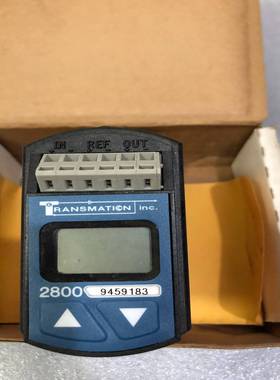 IN REF OUT
TRANSMATION inc.
2800 9459183